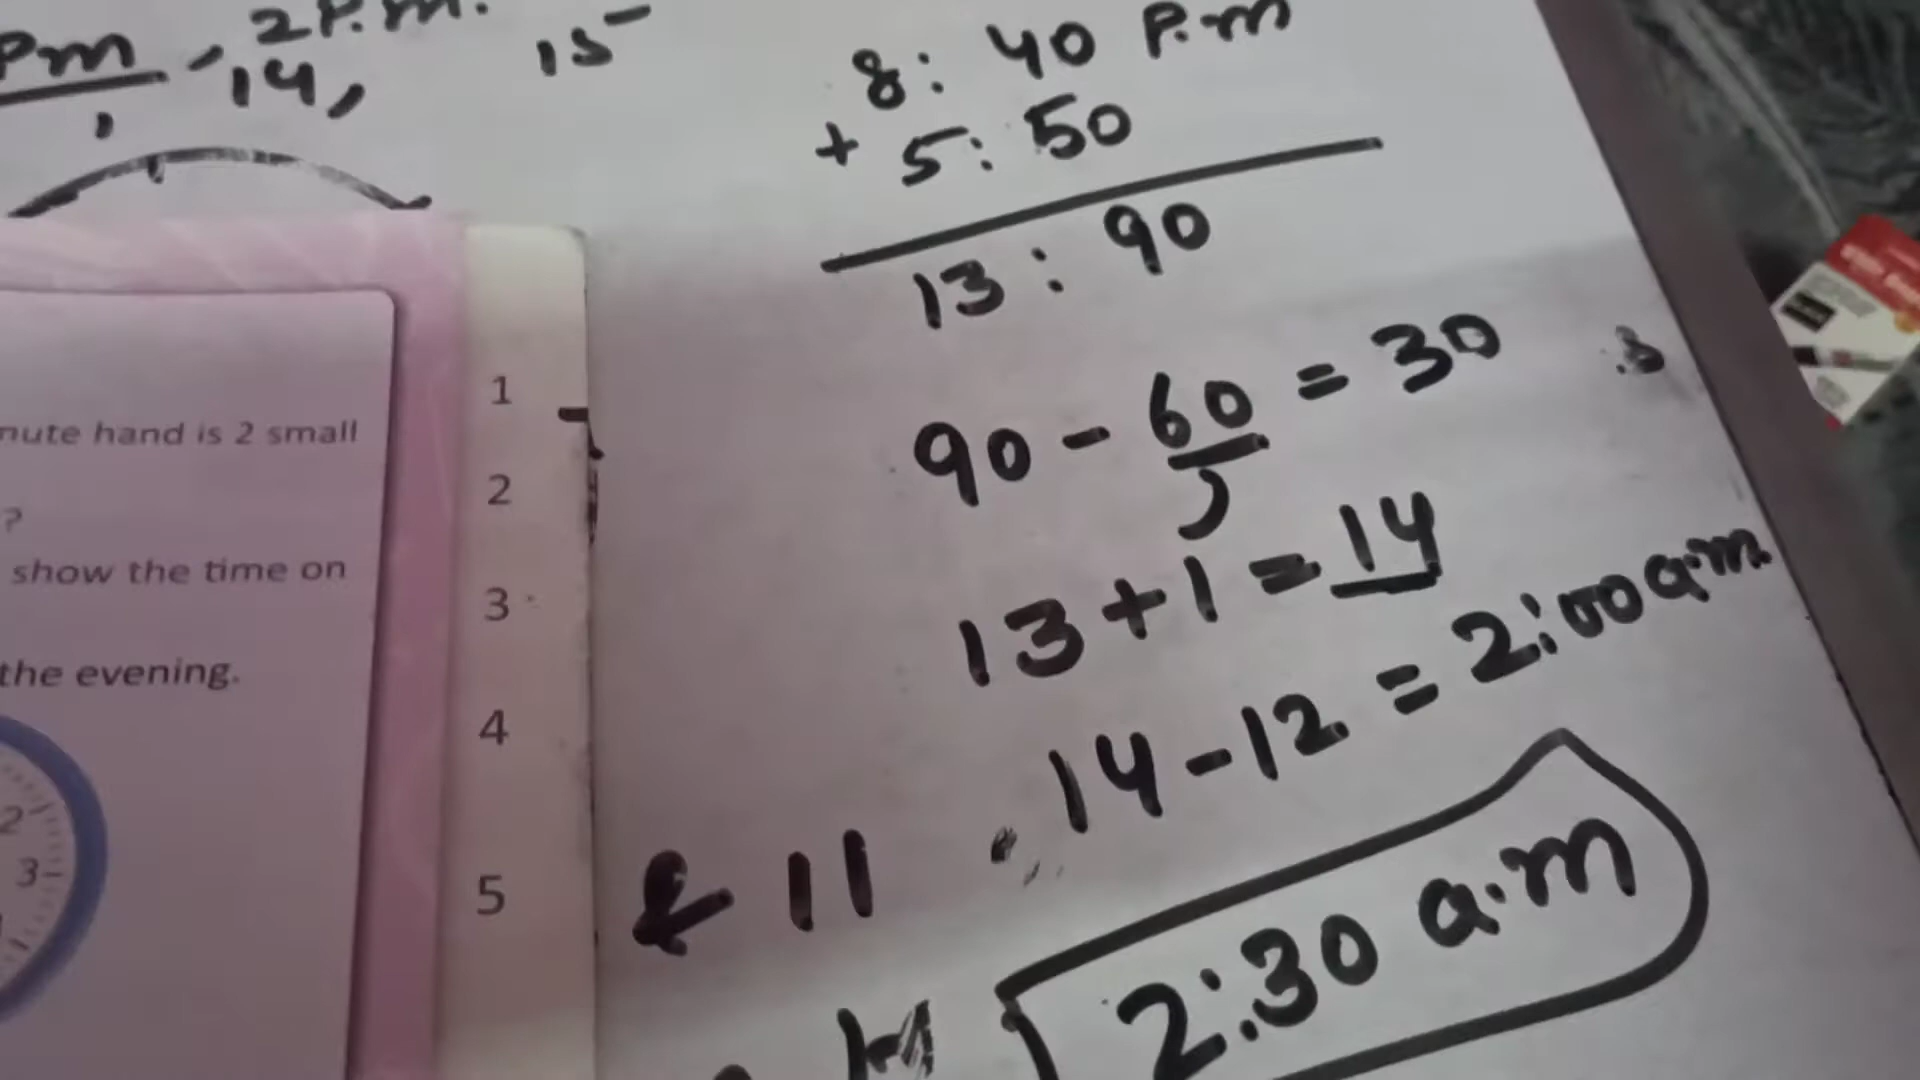 Pm, 2P.m.
14, 15
8: 40 P.m
+ 5: 50
13 : 90
90 - 60 = 30
13 + 1 = 14
14 - 12 = 2:00 a.m.
11
2:30 a.m
hand is 2 small
?
show the time on
the evening.
2
3
1
2
3
4
5